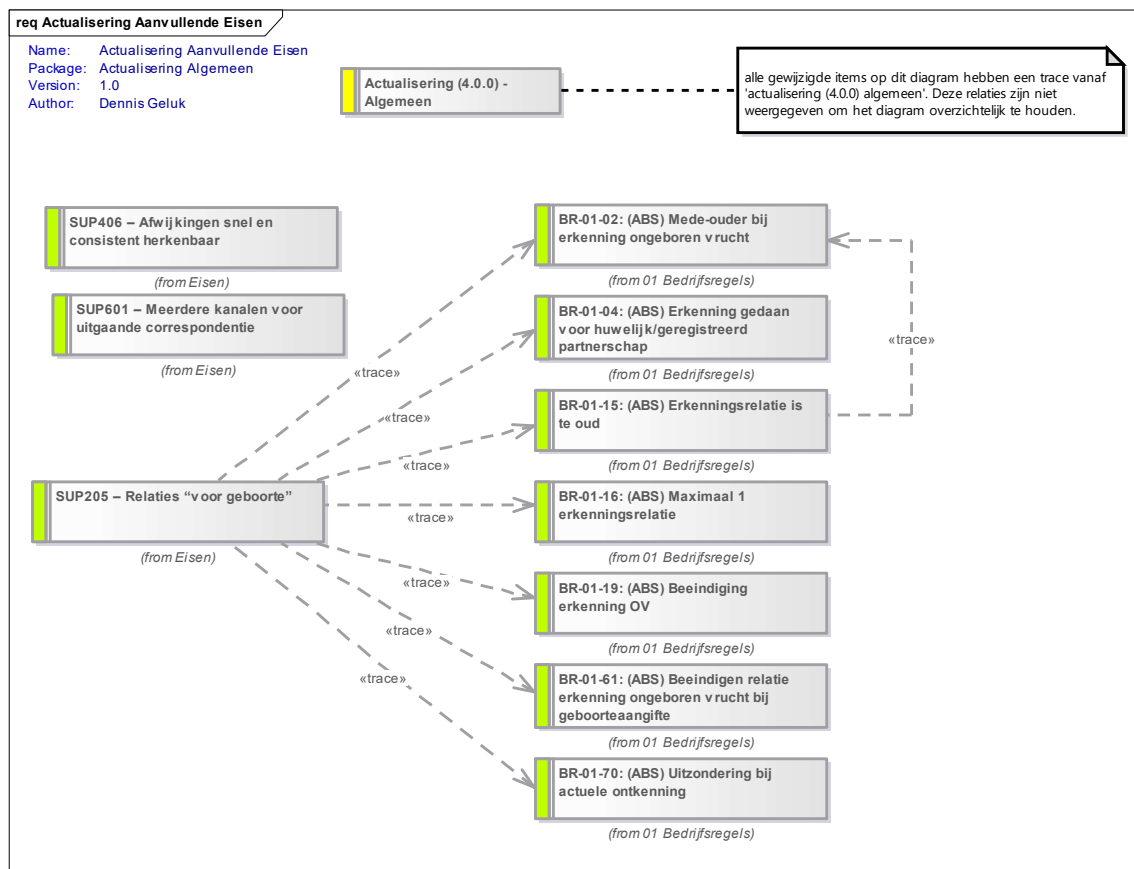 req Actualisering Aanvullende Eisen
Name: Actualisering Aanvullende Eisen
Package: Actualisering Algemeen
Version: 1.0
Author: Dennis Geluk
Actualisering (4.0.0) -
Algemeen
alle gewijzigde items op dit diagram hebben een trace vanaf
'actualisering (4.0.0) algemeen'. Deze relaties zijn niet
weergegeven om het diagram overzichtelijk te houden.
SUP406 – Afwijkingen snel en
consistent herkenbaar
(from Eisen)
SUP601 – Meerdere kanalen voor
uitgaande correspondentie
(from Eisen)
SUP205 – Relaties “voor geboorte”
(from Eisen)
BR-01-02: (ABS) Mede-ouder bij
erkenning ongeboren vrucht
(from 01 Bedrijfsregels)
BR-01-04: (ABS) Erkenning gedaan
voor huwelijk/geregistreerd
partnerschap
(from 01 Bedrijfsregels)
BR-01-15: (ABS) Erkenningsrelatie is
te oud
(from 01 Bedrijfsregels)
BR-01-16: (ABS) Maximaal 1
erkenningsrelatie
(from 01 Bedrijfsregels)
BR-01-19: (ABS) Beeindiging
erkenning OV
(from 01 Bedrijfsregels)
BR-01-61: (ABS) Beeindigen relatie
erkenning ongeboren vrucht bij
geboorteaangifte
(from 01 Bedrijfsregels)
BR-01-70: (ABS) Uitzondering bij
actuele ontkenning
(from 01 Bedrijfsregels)
«trace»
«trace»
«trace»
«trace»
«trace»
«trace»
«trace»
«trace»